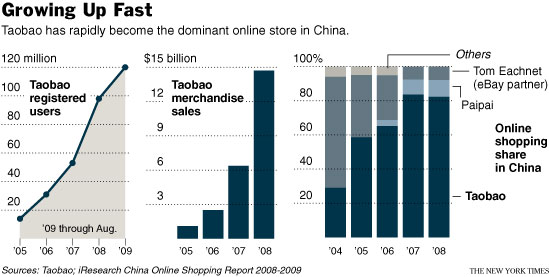 Growing Up Fast
Taobao has rapidly become the dominant online store in China.
120 million
100
80
60
40
20
Taobao
registered
users
'09 through Aug.
'05 '06 '07 '08 '09
$15 billion
12
9
6
3
Taobao
merchandise
sales
'05 '06 '07 '08
100%
80
60
40
20
'04 '05 '06 '07 '08
Others
Tom Eachnet
(eBay partner)
Paipai
Online
shopping
share
in China
Taobao
Sources: Taobao; iResearch China Online Shopping Report 2008-2009
THE NEW YORK TIMES